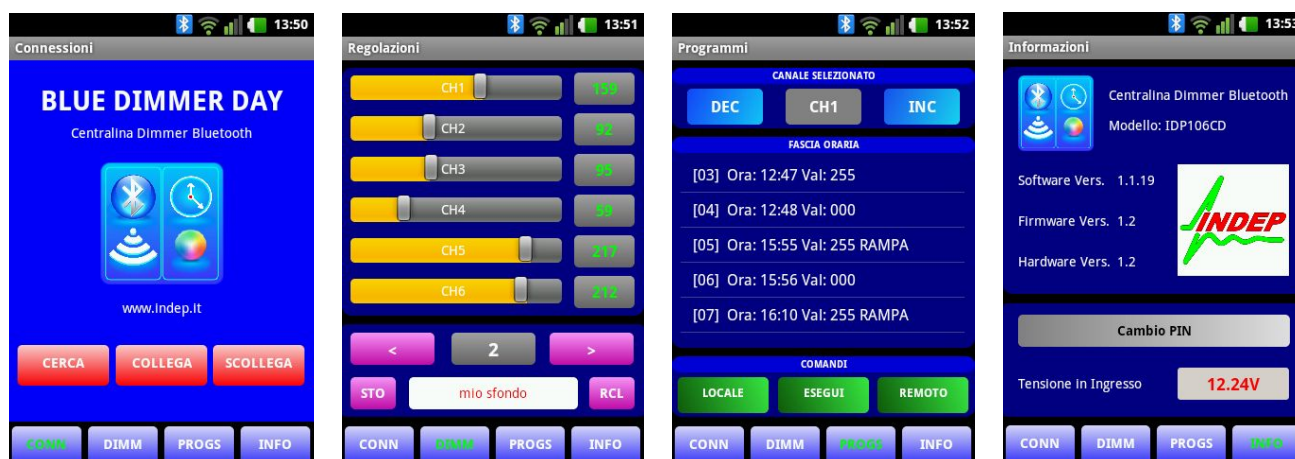 13:50
Connessioni
BLUE DIMMER DAY
Centralina Dimmer Bluetooth
www.indep.it
CERCA COLLEGA SCOLLEGA
CONN DIMM PROGS INFO
13:51
Regolazioni
CH1 159
CH2 92
CH3 95
CH4 59
CH5 217
CH6 212
< 2 >
STO mio sfondo RCL
CONN DIMM PROGS INFO
13:52
Programmi
CANALE SELEZIONATO
DEC CH1 INC
FASCIA ORARIA
[03] Ora: 12:47 Val: 255
[04] Ora: 12:48 Val: 000
[05] Ora: 15:55 Val: 255 RAMPA
[06] Ora: 15:56 Val: 000
[07] Ora: 16:10 Val: 255 RAMPA
COMANDI
LOCALE ESEGUI REMOTO
CONN DIMM PROGS INFO
13:53
Informazioni
Centralina Dimmer Bluetooth
Modello: IDP106CD
Software Vers. 1.1.19
Firmware Vers. 1.2
Hardware Vers. 1.2
INDEP
Cambio PIN
Tensione in Ingresso 12.24V
CONN DIMM PROGS INFO